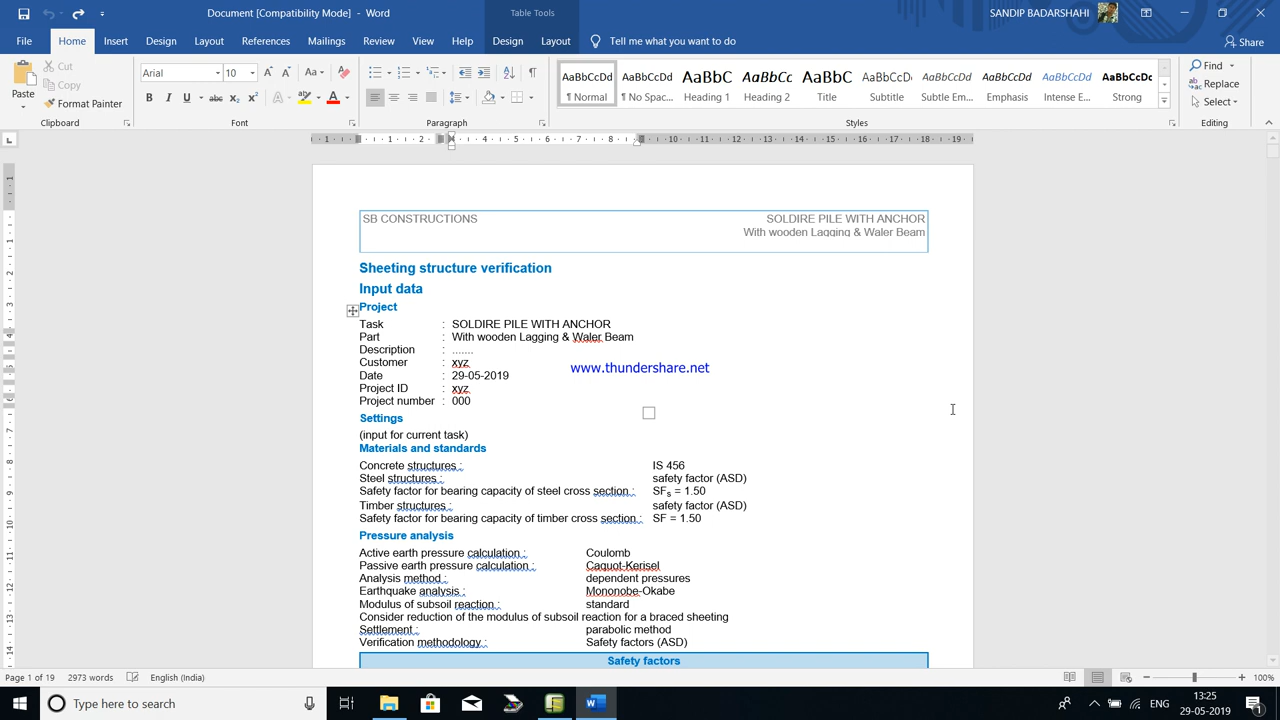 Document [Compatibility Mode] - Word
Table Tools
SANDIP BADARSHAHI
File Home Insert Design Layout References Mailings Review View Help Design Layout Tell me what you want to do
Share
Paste
Cut
Copy
Format Painter
Clipboard
Arial 10
Font
Paragraph
AaBbCcDd AaBbCcDd AaBbC AaBbCc AaBbC AaBbCcD AaBbCcDd AaBbCcDd AaBbCcDd AaBbCcDd
¶ Normal ¶ No Spac... Heading 1 Heading 2 Title Subtitle Subtle Em... Emphasis Intense E... Strong
Styles
Find
Replace
Select
Editing
SB CONSTRUCTIONS
SOLDIRE PILE WITH ANCHOR
With wooden Lagging & Waler Beam
Sheeting structure verification
Input data
Project
Task : SOLDIRE PILE WITH ANCHOR
Part : With wooden Lagging & Waler Beam
Description : .......
Customer : xyz
Date : 29-05-2019
Project ID : xyz
Project number : 000
www.thundershare.net
Settings
(input for current task)
Materials and standards
Concrete structures : IS 456
Steel structures : safety factor (ASD)
Safety factor for bearing capacity of steel cross section : SFs = 1.50
Timber structures : safety factor (ASD)
Safety factor for bearing capacity of timber cross section : SF = 1.50
Pressure analysis
Active earth pressure calculation : Coulomb
Passive earth pressure calculation : Caquot-Kerisel
Analysis method : dependent pressures
Earthquake analysis : Mononobe-Okabe
Modulus of subsoil reaction : standard
Consider reduction of the modulus of subsoil reaction for a braced sheeting
Settlement : parabolic method
Verification methodology : Safety factors (ASD)
Safety factors
Page 1 of 19 2973 words English (India)
100%
Type here to search
ENG
13:25
29-05-2019